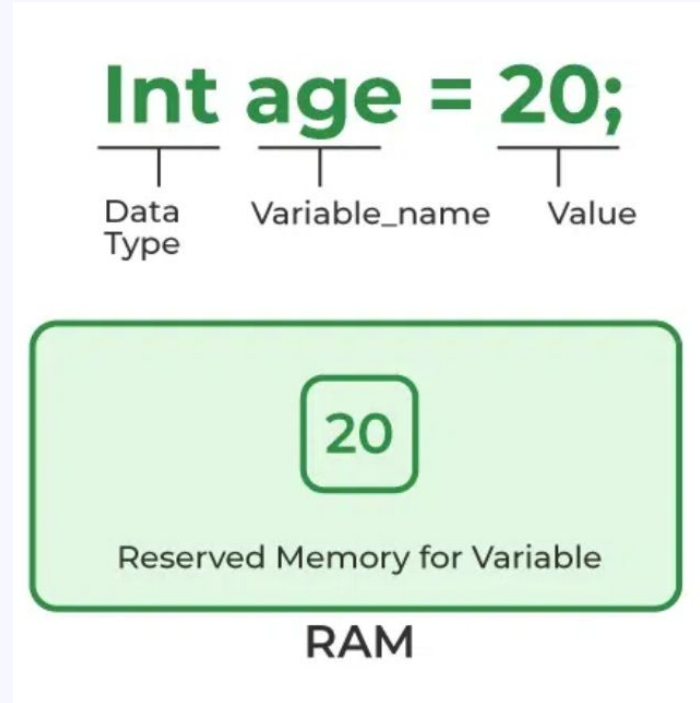 Int age = 20;
Data Variable_name Value
Type
20
Reserved Memory for Variable
RAM